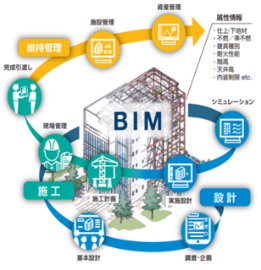 資産管理
施設管理
維持管理
属性情報
・仕上・下地材
・不燃／準不燃
・建具種別
・耐火性能
・階高
・天井高
・内装制限 etc.
完成引渡し
シミュレーション
現場管理
BIM
施工
施工計画
実施設計
設計
基本設計
調査・企画